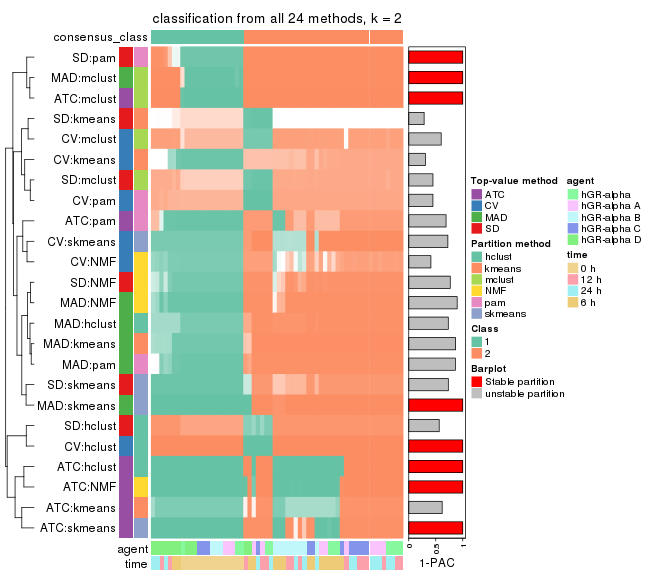 classification from all 24 methods, k = 2
consensus_class
SD:pam
MAD:mclust
ATC:mclust
SD:kmeans
CV:mclust
CV:kmeans
SD:mclust
CV:pam
ATC:pam
CV:skmeans
CV:NMF
SD:NMF
MAD:NMF
MAD:hclust
MAD:kmeans
MAD:pam
SD:skmeans
MAD:skmeans
SD:hclust
CV:hclust
ATC:hclust
ATC:NMF
ATC:kmeans
ATC:skmeans
agent
time
0 0.5 1
1-PAC
Top-value method
ATC
CV
MAD
SD
Partition method
hclust
kmeans
mclust
NMF
pam
skmeans
Class
1
2
Barplot
Stable partition
unstable partition
agent
hGR-alpha
hGR-alpha A
hGR-alpha B
hGR-alpha C
hGR-alpha D
time
0 h
12 h
24 h
6 h